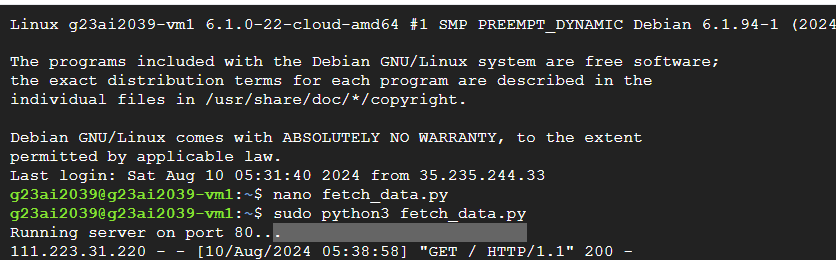 Linux g23ai2039-vm1 6.1.0-22-cloud-amd64 #1 SMP PREEMPT_DYNAMIC Debian 6.1.94-1 (2024
The programs included with the Debian GNU/Linux system are free software;
the exact distribution terms for each program are described in the
individual files in /usr/share/doc/*/copyright.
Debian GNU/Linux comes with ABSOLUTELY NO WARRANTY, to the extent
permitted by applicable law.
Last login: Sat Aug 10 05:31:40 2024 from 35.235.244.33
g23ai2039@g23ai2039-vm1:~$ nano fetch_data.py
g23ai2039@g23ai2039-vm1:~$ sudo python3 fetch_data.py
Running server on port 80...
111.223.31.220 - - [10/Aug/2024 05:38:58] "GET / HTTP/1.1" 200 -